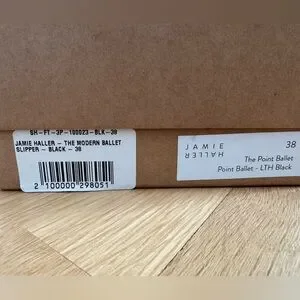 SH-FT-3P-100023-BLK-38
JAMIE HALLER - THE MODERN BALLET
SLIPPER - BLACK - 38
2 100000 298051
JAMIE
HALLER
38
The Point Ballet
Point Ballet - LTH Black